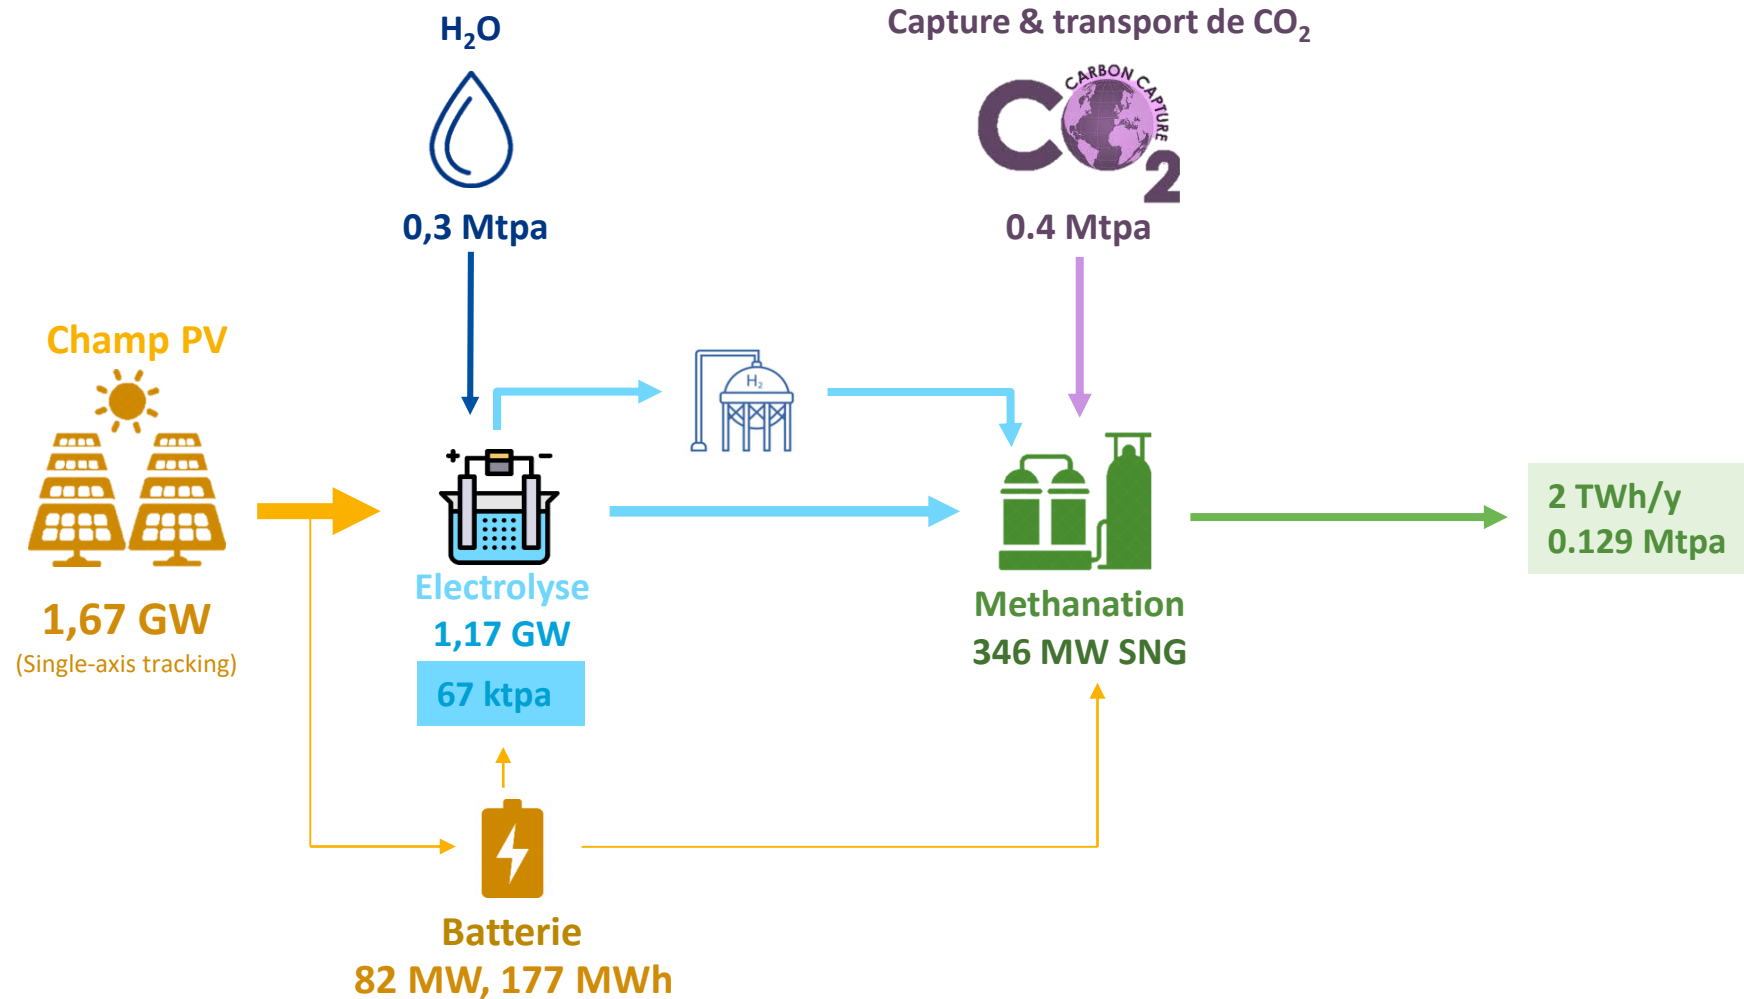 H₂O
0,3 Mtpa
Capture & transport de CO₂
CARBON CAPTURE
CO2
0.4 Mtpa
Champ PV
1,67 GW
(Single-axis tracking)
H₂
+ −
Electrolyse
1,17 GW
67 ktpa
Methanation
346 MW SNG
2 TWh/y
0.129 Mtpa
Batterie
82 MW, 177 MWh